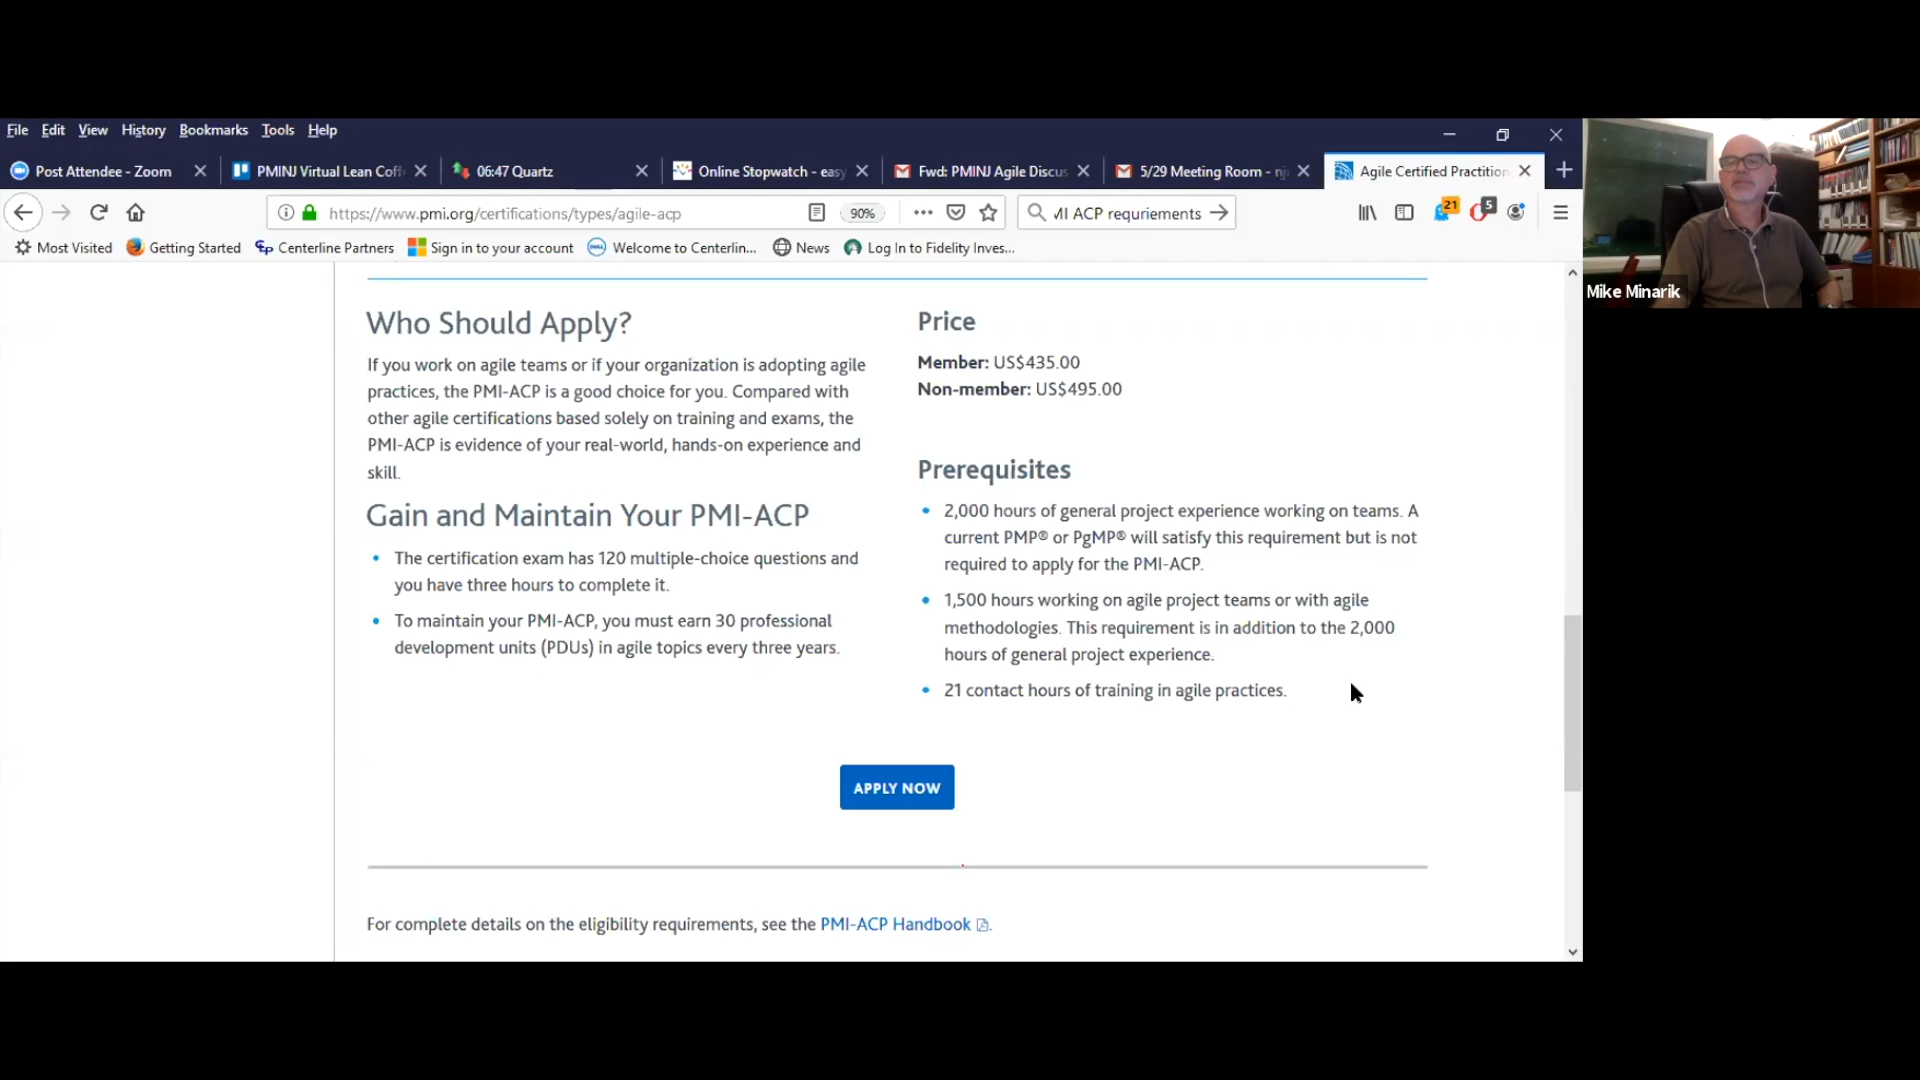 File Edit View History Bookmarks Tools Help
Post Attendee - Zoom
PMINJ Virtual Lean Coff
06:47 Quartz
Online Stopwatch - easy
Fwd: PMINJ Agile Discus
5/29 Meeting Room - nj
Agile Certified Practition
https://www.pmi.org/certifications/types/agile-acp
90%
ACP requriements
21
5
Most Visited
Getting Started
Centerline Partners
Sign in to your account
Welcome to Centerlin...
News
Log In to Fidelity Inves...
Mike Minarik
Who Should Apply?
If you work on agile teams or if your organization is adopting agile
practices, the PMI-ACP is a good choice for you. Compared with
other agile certifications based solely on training and exams, the
PMI-ACP is evidence of your real-world, hands-on experience and
skill.
Gain and Maintain Your PMI-ACP
• The certification exam has 120 multiple-choice questions and
you have three hours to complete it.
• To maintain your PMI-ACP, you must earn 30 professional
development units (PDUs) in agile topics every three years.
Price
Member: US$435.00
Non-member: US$495.00
Prerequisites
• 2,000 hours of general project experience working on teams. A
current PMP® or PgMP® will satisfy this requirement but is not
required to apply for the PMI-ACP.
• 1,500 hours working on agile project teams or with agile
methodologies. This requirement is in addition to the 2,000
hours of general project experience.
• 21 contact hours of training in agile practices.
APPLY NOW
For complete details on the eligibility requirements, see the PMI-ACP Handbook.